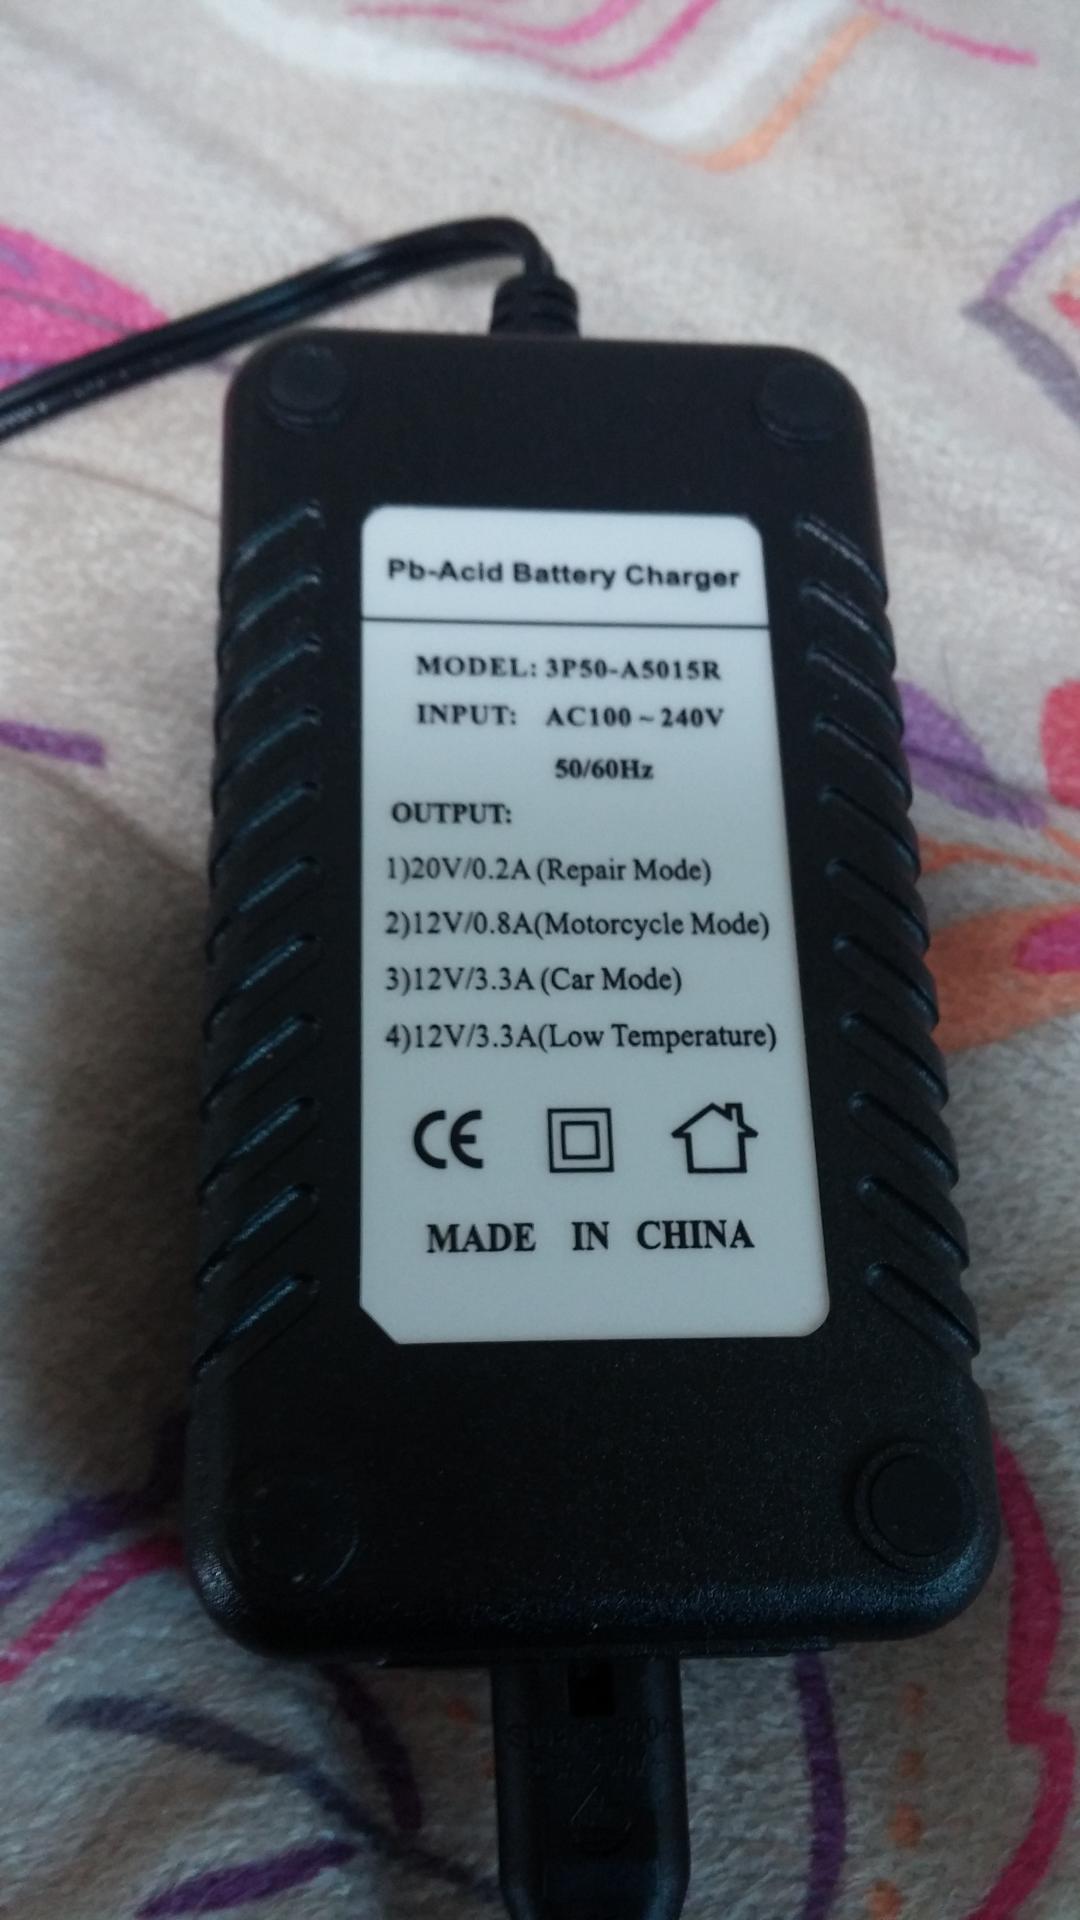 Pb-Acid Battery Charger
MODEL: 3P50-A5015R
INPUT: AC100 ~ 240V
50/60Hz
OUTPUT:
1)20V/0.2A (Repair Mode)
2)12V/0.8A(Motorcycle Mode)
3)12V/3.3A (Car Mode)
4)12V/3.3A(Low Temperature)
CE
MADE IN CHINA